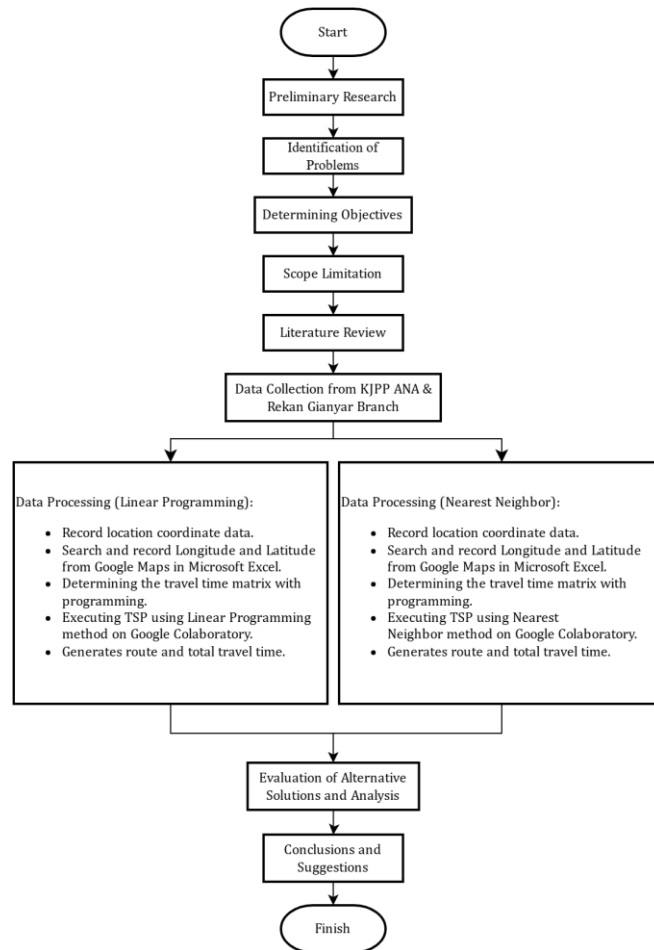 Start
Preliminary Research
Identification of
Problems
Determining Objectives
Scope Limitation
Literature Review
Data Collection from KJPP ANA &
Rekan Gianyar Branch
Data Processing (Linear Programming):
• Record location coordinate data.
• Search and record Longitude and Latitude
from Google Maps in Microsoft Excel.
• Determining the travel time matrix with
programming.
• Executing TSP using Linear Programming
method on Google Colaboratory.
• Generates route and total travel time.
Data Processing (Nearest Neighbor):
• Record location coordinate data.
• Search and record Longitude and Latitude
from Google Maps in Microsoft Excel.
• Determining the travel time matrix with
programming.
• Executing TSP using Nearest
Neighbor method on Google Colaboratory.
• Generates route and total travel time.
Evaluation of Alternative
Solutions and Analysis
Conclusions and
Suggestions
Finish